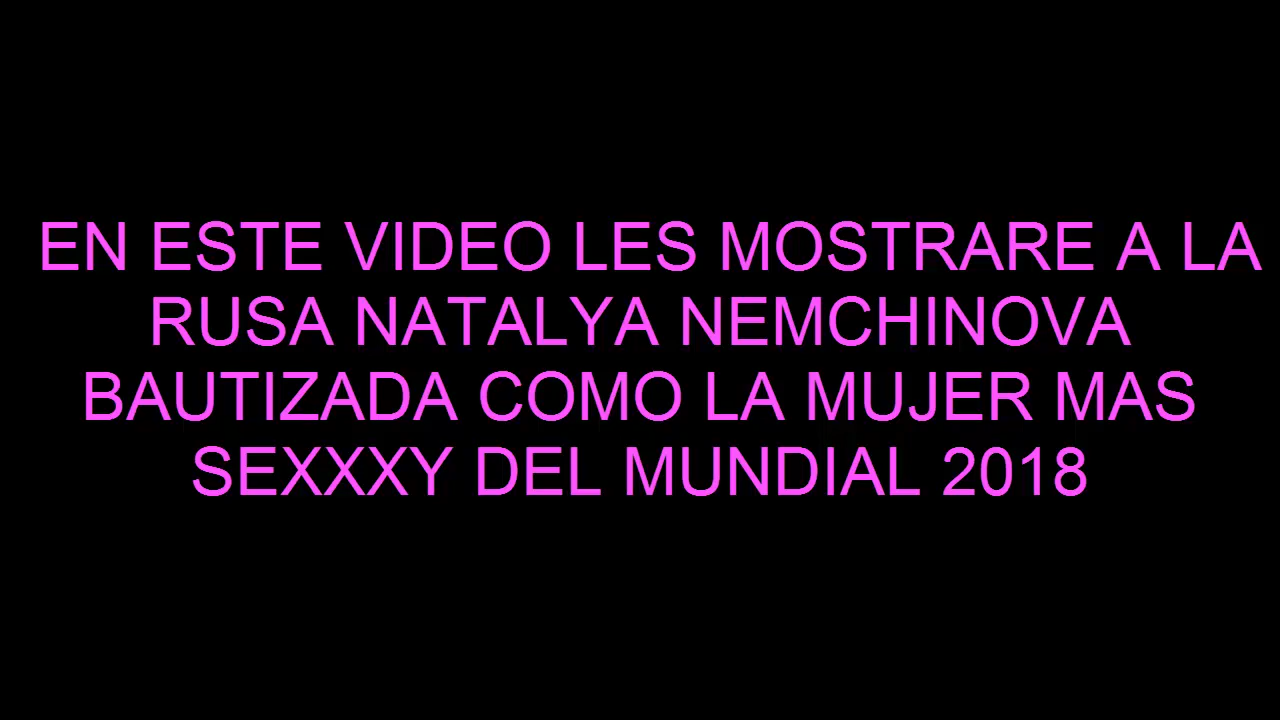 EN ESTE VIDEO LES MOSTRARE A LA
RUSA NATALYA NEMCHINOVA
BAUTIZADA COMO LA MUJER MAS
SEXXXY DEL MUNDIAL 2018